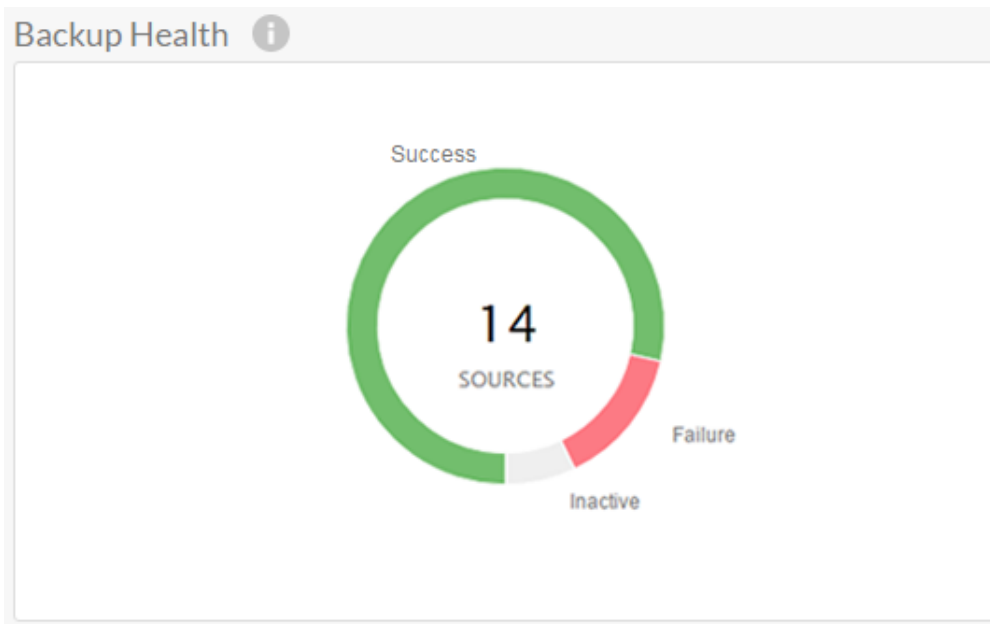 Backup Health
Success
14
SOURCES
Failure
Inactive